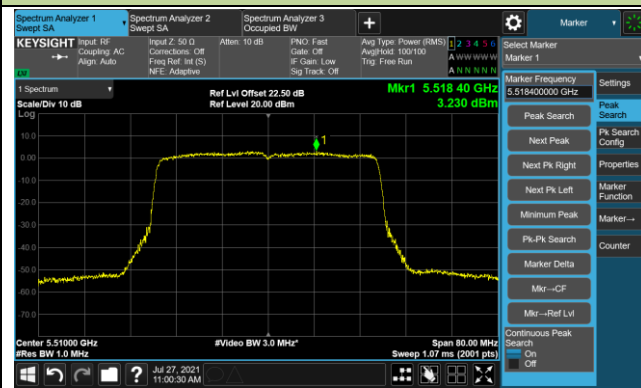 Spectrum Analyzer 1
Swept SA
Spectrum Analyzer 2
Swept SA
Spectrum Analyzer 3
Occupied BW
+
Marker
KEYSIGHT
Input: RF
Coupling: AC
Align: Auto
Input Z: 50 Ω
Corrections: Off
Freq Ref: Int (S)
NFE: Adaptive
Atten: 10 dB
PNO: Fast
Gate: Off
IF Gain: Low
Sig Track: Off
Avg Type: Power (RMS)
Avg|Hold: 100/100
Trig: Free Run
1 2 3 4 5 6
A W W W W W
A N N N N N
LXI
Select Marker
Marker 1
1 Spectrum
Scale/Div 10 dB
Log
Ref Lvl Offset 22.50 dB
Ref Level 20.00 dBm
Mkr1 5.518 40 GHz
3.230 dBm
10.0
0.00
-10.0
-20.0
-30.0
-40.0
-50.0
-60.0
-70.0
1
Center 5.51000 GHz
#Res BW 1.0 MHz
#Video BW 3.0 MHz*
Span 80.00 MHz
Sweep 1.07 ms (2001 pts)
Marker Frequency
5.518400000 GHz
Peak Search
Next Peak
Next Pk Right
Next Pk Left
Minimum Peak
Pk-Pk Search
Marker Delta
Mkr→CF
Mkr→Ref Lvl
Continuous Peak
Search
On
Off
Settings
Peak
Search
Pk Search
Config
Properties
Marker
Function
Marker→
Counter
?
Jul 27, 2021
11:00:30 AM